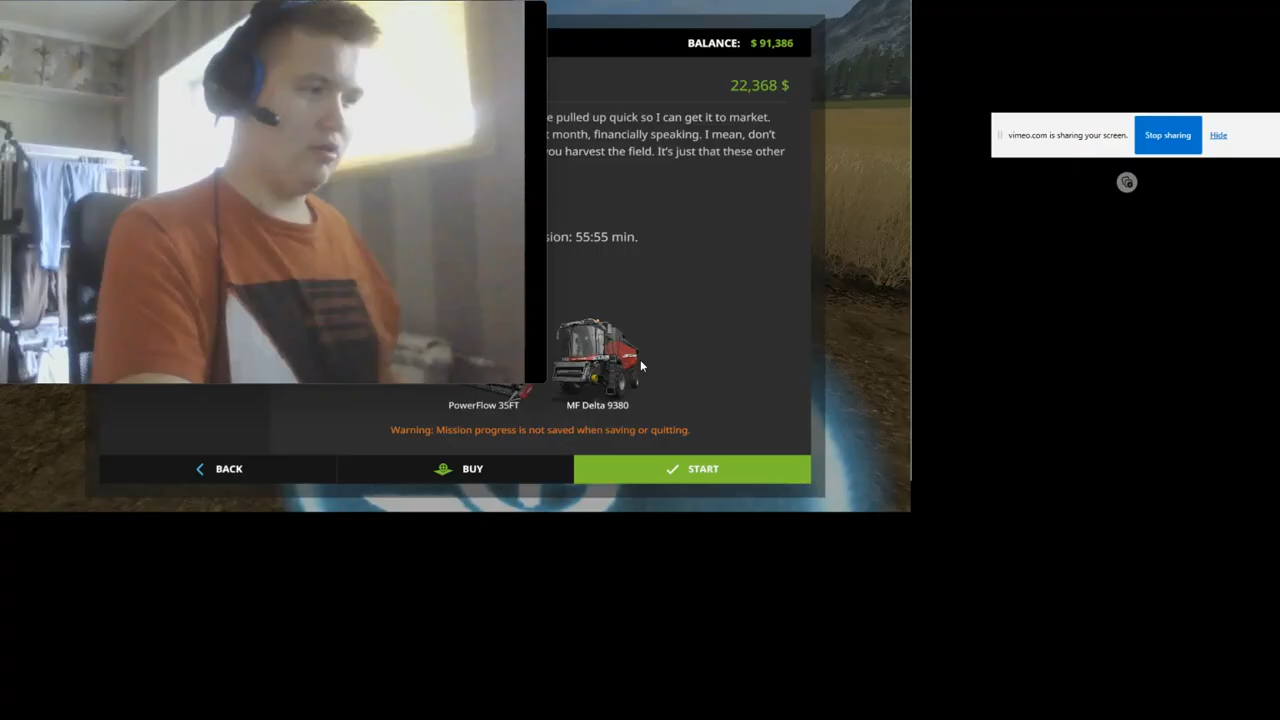 BALANCE: $ 91,386
22,368 $
e pulled up quick so I can get it to market.
t month, financially speaking. I mean, don't
ou harvest the field. It's just that these other
sion: 55:55 min.
PowerFlow 35FT MF Delta 9380
Warning: Mission progress is not saved when saving or quitting.
BACK BUY START
vimeo.com is sharing your screen. Stop sharing Hide